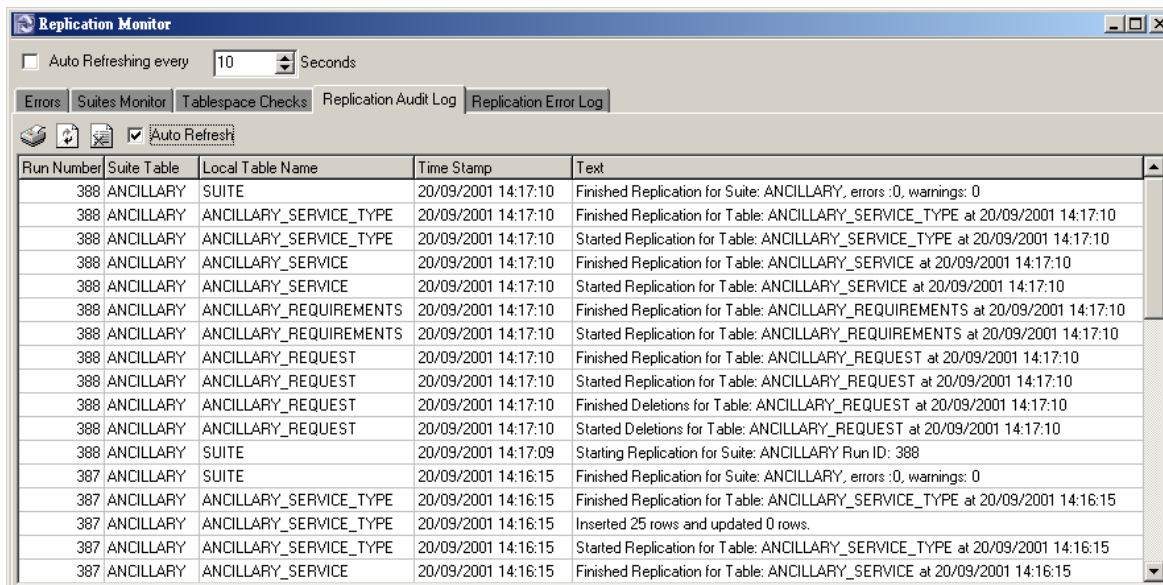 Replication Monitor
Auto Refreshing every 10 Seconds
Errors Suites Monitor Tablespace Checks Replication Audit Log Replication Error Log
Auto Refresh
Run Number Suite Table Local Table Name Time Stamp Text
388 ANCILLARY SUITE 20/09/2001 14:17:10 Finished Replication for Suite: ANCILLARY, errors :0, warnings: 0
388 ANCILLARY ANCILLARY_SERVICE_TYPE 20/09/2001 14:17:10 Finished Replication for Table: ANCILLARY_SERVICE_TYPE at 20/09/2001 14:17:10
388 ANCILLARY ANCILLARY_SERVICE_TYPE 20/09/2001 14:17:10 Started Replication for Table: ANCILLARY_SERVICE_TYPE at 20/09/2001 14:17:10
388 ANCILLARY ANCILLARY_SERVICE 20/09/2001 14:17:10 Finished Replication for Table: ANCILLARY_SERVICE at 20/09/2001 14:17:10
388 ANCILLARY ANCILLARY_SERVICE 20/09/2001 14:17:10 Started Replication for Table: ANCILLARY_SERVICE at 20/09/2001 14:17:10
388 ANCILLARY ANCILLARY_REQUIREMENTS 20/09/2001 14:17:10 Finished Replication for Table: ANCILLARY_REQUIREMENTS at 20/09/2001 14:17:10
388 ANCILLARY ANCILLARY_REQUIREMENTS 20/09/2001 14:17:10 Started Replication for Table: ANCILLARY_REQUIREMENTS at 20/09/2001 14:17:10
388 ANCILLARY ANCILLARY_REQUEST 20/09/2001 14:17:10 Finished Replication for Table: ANCILLARY_REQUEST at 20/09/2001 14:17:10
388 ANCILLARY ANCILLARY_REQUEST 20/09/2001 14:17:10 Started Replication for Table: ANCILLARY_REQUEST at 20/09/2001 14:17:10
388 ANCILLARY ANCILLARY_REQUEST 20/09/2001 14:17:10 Finished Deletions for Table: ANCILLARY_REQUEST at 20/09/2001 14:17:10
388 ANCILLARY ANCILLARY_REQUEST 20/09/2001 14:17:10 Started Deletions for Table: ANCILLARY_REQUEST at 20/09/2001 14:17:10
388 ANCILLARY SUITE 20/09/2001 14:17:09 Starting Replication for Suite: ANCILLARY Run ID: 388
387 ANCILLARY SUITE 20/09/2001 14:16:15 Finished Replication for Suite: ANCILLARY, errors :0, warnings: 0
387 ANCILLARY ANCILLARY_SERVICE_TYPE 20/09/2001 14:16:15 Finished Replication for Table: ANCILLARY_SERVICE_TYPE at 20/09/2001 14:16:15
387 ANCILLARY ANCILLARY_SERVICE_TYPE 20/09/2001 14:16:15 Inserted 25 rows and updated 0 rows.
387 ANCILLARY ANCILLARY_SERVICE_TYPE 20/09/2001 14:16:15 Started Replication for Table: ANCILLARY_SERVICE_TYPE at 20/09/2001 14:16:15
387 ANCILLARY ANCILLARY_SERVICE 20/09/2001 14:16:15 Finished Replication for Table: ANCILLARY_SERVICE at 20/09/2001 14:16:15